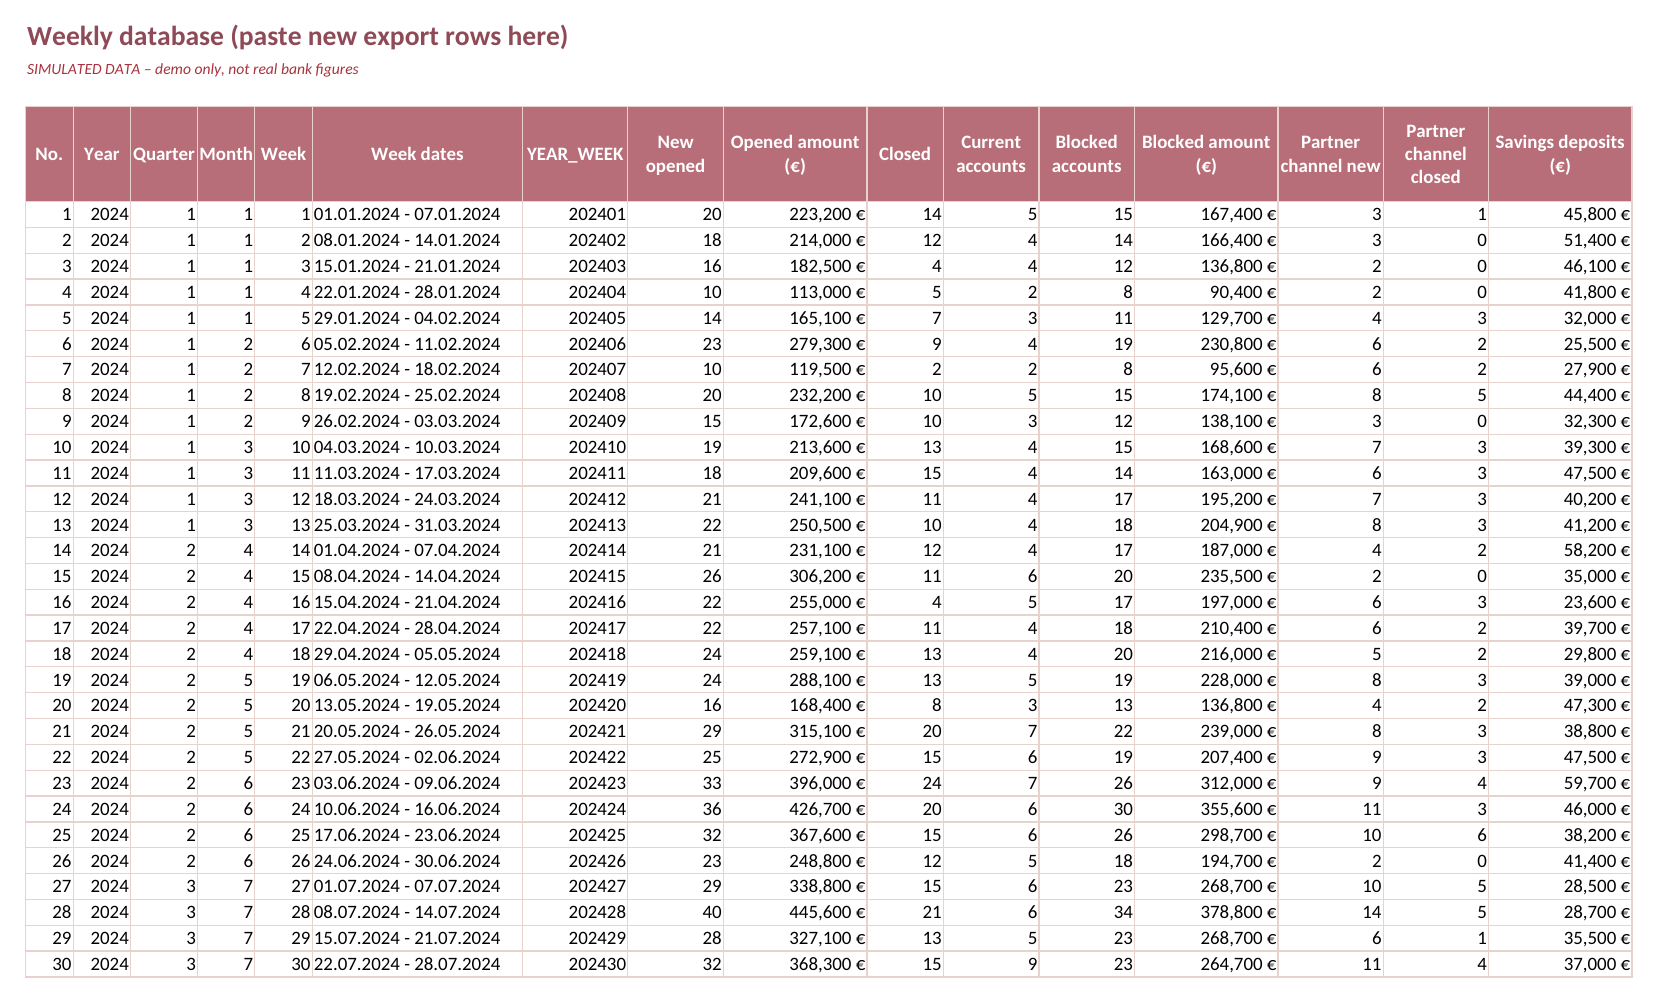 Weekly database (paste new export rows here)
SIMULATED DATA – demo only, not real bank figures
No. Year Quarter Month Week Week dates YEAR_WEEK New opened Opened amount (€) Closed Current accounts Blocked accounts Blocked amount (€) Partner channel new Partner channel closed Savings deposits (€)
1 2024 1 1 1 01.01.2024 - 07.01.2024 202401 20 223,200 € 14 5 15 167,400 € 3 1 45,800 €
2 2024 1 1 2 08.01.2024 - 14.01.2024 202402 18 214,000 € 12 4 14 166,400 € 3 0 51,400 €
3 2024 1 1 3 15.01.2024 - 21.01.2024 202403 16 182,500 € 4 4 12 136,800 € 2 0 46,100 €
4 2024 1 1 4 22.01.2024 - 28.01.2024 202404 10 113,000 € 5 2 8 90,400 € 2 0 41,800 €
5 2024 1 1 5 29.01.2024 - 04.02.2024 202405 14 165,100 € 7 3 11 129,700 € 4 3 32,000 €
6 2024 1 2 6 05.02.2024 - 11.02.2024 202406 23 279,300 € 9 4 19 230,800 € 6 2 25,500 €
7 2024 1 2 7 12.02.2024 - 18.02.2024 202407 10 119,500 € 2 2 8 95,600 € 6 2 27,900 €
8 2024 1 2 8 19.02.2024 - 25.02.2024 202408 20 232,200 € 10 5 15 174,100 € 8 5 44,400 €
9 2024 1 2 9 26.02.2024 - 03.03.2024 202409 15 172,600 € 10 3 12 138,100 € 3 0 32,300 €
10 2024 1 3 10 04.03.2024 - 10.03.2024 202410 19 213,600 € 13 4 15 168,600 € 7 3 39,300 €
11 2024 1 3 11 11.03.2024 - 17.03.2024 202411 18 209,600 € 15 4 14 163,000 € 6 3 47,500 €
12 2024 1 3 12 18.03.2024 - 24.03.2024 202412 21 241,100 € 11 4 17 195,200 € 7 3 40,200 €
13 2024 1 3 13 25.03.2024 - 31.03.2024 202413 22 250,500 € 10 4 18 204,900 € 8 3 41,200 €
14 2024 2 4 14 01.04.2024 - 07.04.2024 202414 21 231,100 € 12 4 17 187,000 € 4 2 58,200 €
15 2024 2 4 15 08.04.2024 - 14.04.2024 202415 26 306,200 € 11 6 20 235,500 € 2 0 35,000 €
16 2024 2 4 16 15.04.2024 - 21.04.2024 202416 22 255,000 € 4 5 17 197,000 € 6 3 23,600 €
17 2024 2 4 17 22.04.2024 - 28.04.2024 202417 22 257,100 € 11 4 18 210,400 € 6 2 39,700 €
18 2024 2 4 18 29.04.2024 - 05.05.2024 202418 24 259,100 € 13 4 20 216,000 € 5 2 29,800 €
19 2024 2 5 19 06.05.2024 - 12.05.2024 202419 24 288,100 € 13 5 19 228,000 € 8 3 39,000 €
20 2024 2 5 20 13.05.2024 - 19.05.2024 202420 16 168,400 € 8 3 13 136,800 € 4 2 47,300 €
21 2024 2 5 21 20.05.2024 - 26.05.2024 202421 29 315,100 € 20 7 22 239,000 € 8 3 38,800 €
22 2024 2 5 22 27.05.2024 - 02.06.2024 202422 25 272,900 € 15 6 19 207,400 € 9 3 47,500 €
23 2024 2 6 23 03.06.2024 - 09.06.2024 202423 33 396,000 € 24 7 26 312,000 € 9 4 59,700 €
24 2024 2 6 24 10.06.2024 - 16.06.2024 202424 36 426,700 € 20 6 30 355,600 € 11 3 46,000 €
25 2024 2 6 25 17.06.2024 - 23.06.2024 202425 32 367,600 € 15 6 26 298,700 € 10 6 38,200 €
26 2024 2 6 26 24.06.2024 - 30.06.2024 202426 23 248,800 € 12 5 18 194,700 € 2 0 41,400 €
27 2024 3 7 27 01.07.2024 - 07.07.2024 202427 29 338,800 € 15 6 23 268,700 € 10 5 28,500 €
28 2024 3 7 28 08.07.2024 - 14.07.2024 202428 40 445,600 € 21 6 34 378,800 € 14 5 28,700 €
29 2024 3 7 29 15.07.2024 - 21.07.2024 202429 28 327,100 € 13 5 23 268,700 € 6 1 35,500 €
30 2024 3 7 30 22.07.2024 - 28.07.2024 202430 32 368,300 € 15 9 23 264,700 € 11 4 37,000 €